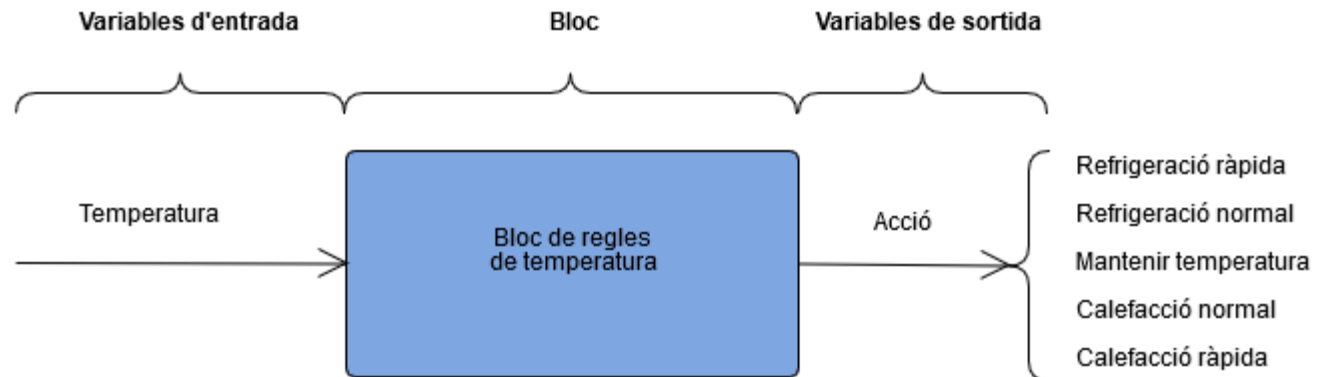 Variables d'entrada
Bloc
Variables de sortida
Temperatura
Bloc de regles
de temperatura
Acció
Refrigeració ràpida
Refrigeració normal
Mantenir temperatura
Calefacció normal
Calefacció ràpida